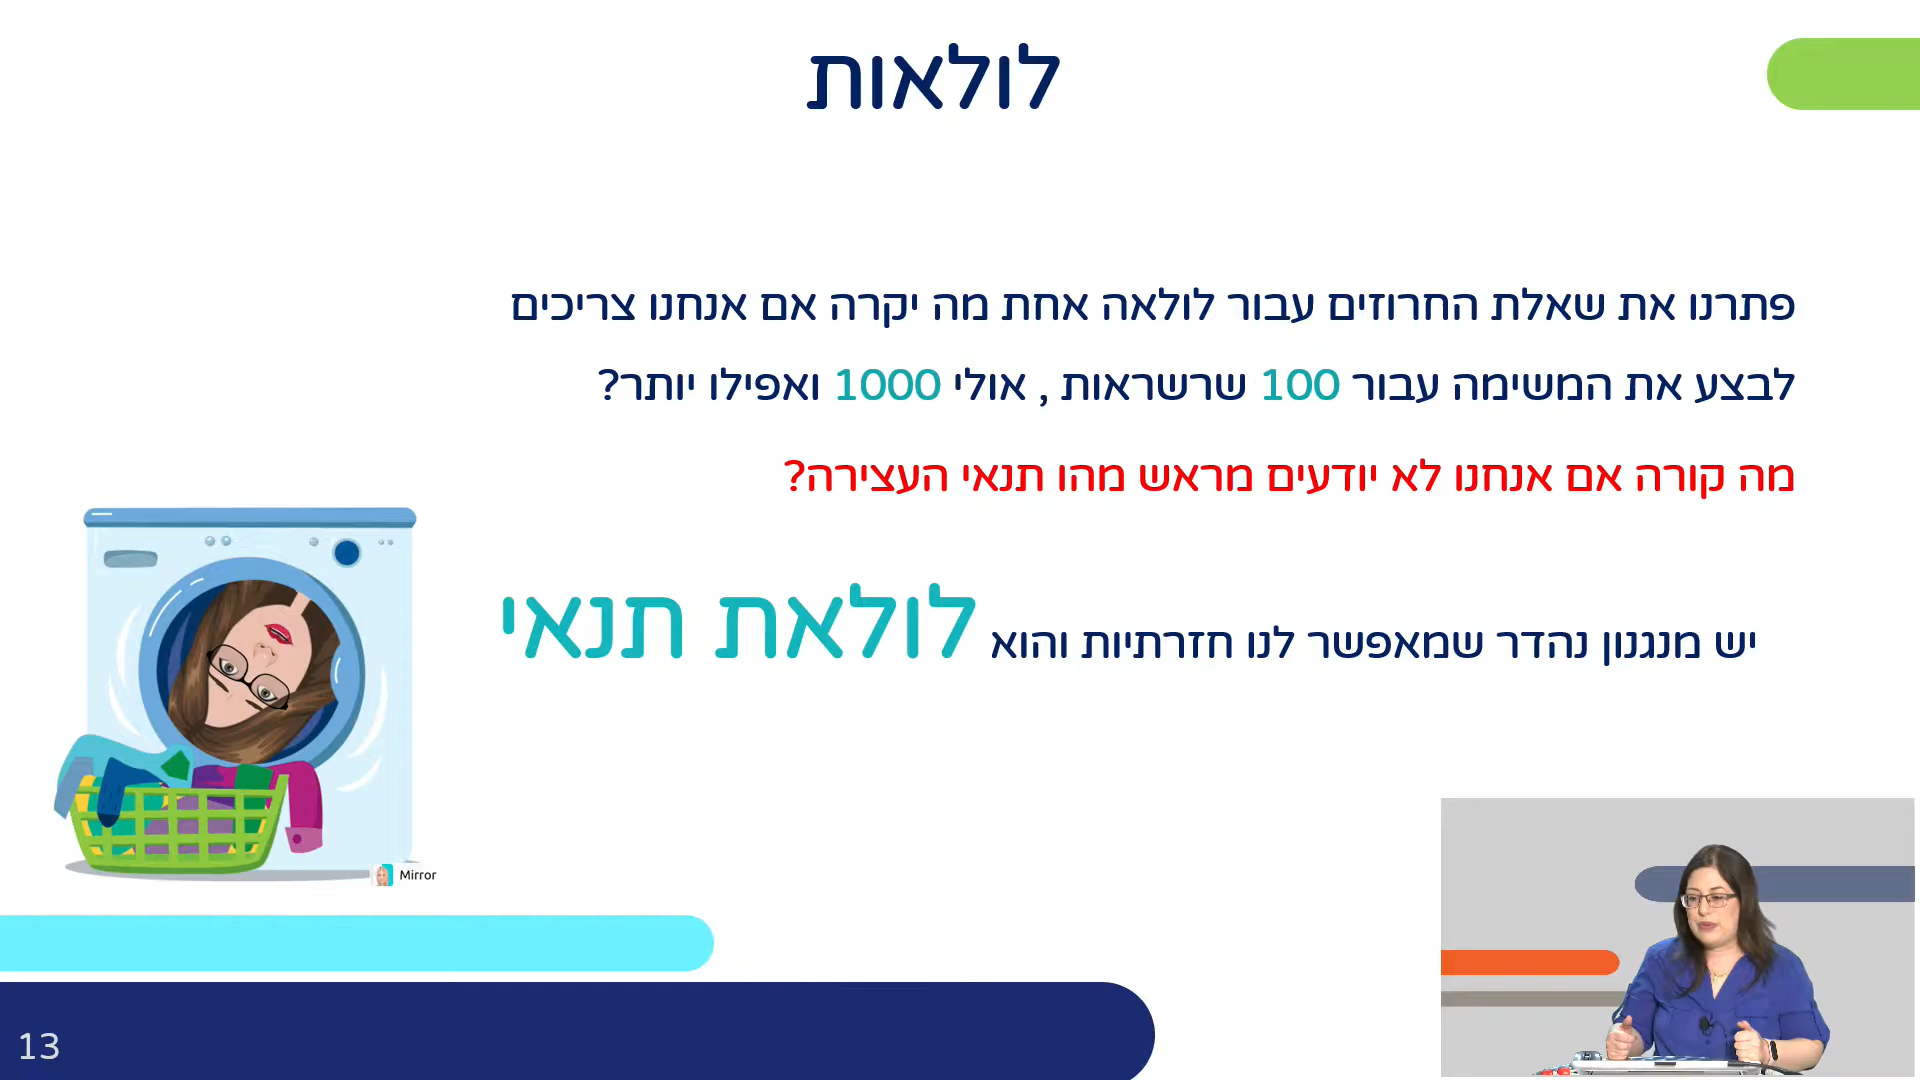 לולאות
פתרנו את שאלת החרוזים עבור לולאה אחת מה יקרה אם אנחנו צריכים
לבצע את המשימה עבור 100 שרשראות , אולי 1000 ואפילו יותר?
מה קורה אם אנחנו לא יודעים מראש מהו תנאי העצירה?
יש מנגנון נהדר שמאפשר לנו חזרתיות והוא לולאת תנאי
Mirror
13